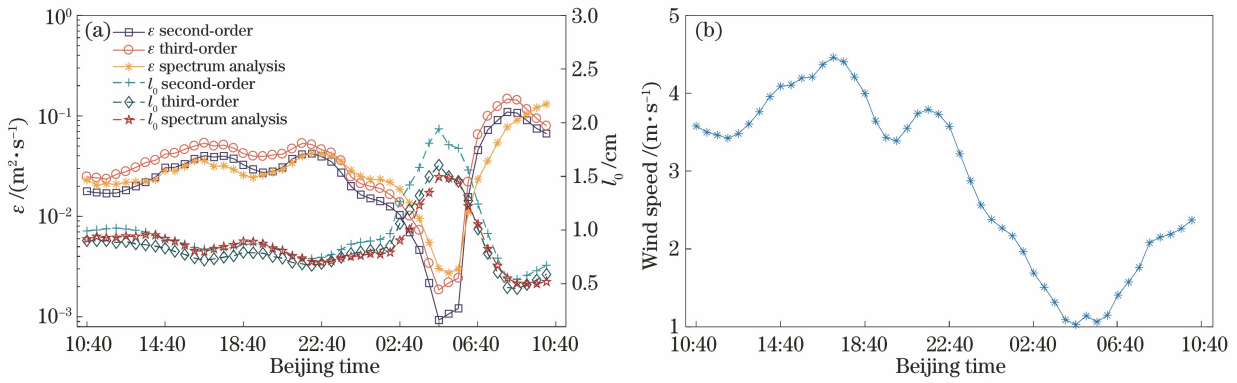 (a)
ε second-order
ε third-order
ε spectrum analysis
l₀ second-order
l₀ third-order
l₀ spectrum analysis
10⁰
10⁻¹
10⁻²
10⁻³
ε /(m²·s⁻¹)
3.0
2.5
2.0
1.5
1.0
0.5
l₀/cm
10:40 14:40 18:40 22:40 02:40 06:40 10:40
Beijing time
(b)
5
4
3
2
1
Wind speed /(m·s⁻¹)
10:40 14:40 18:40 22:40 02:40 06:40 10:40
Beijing time